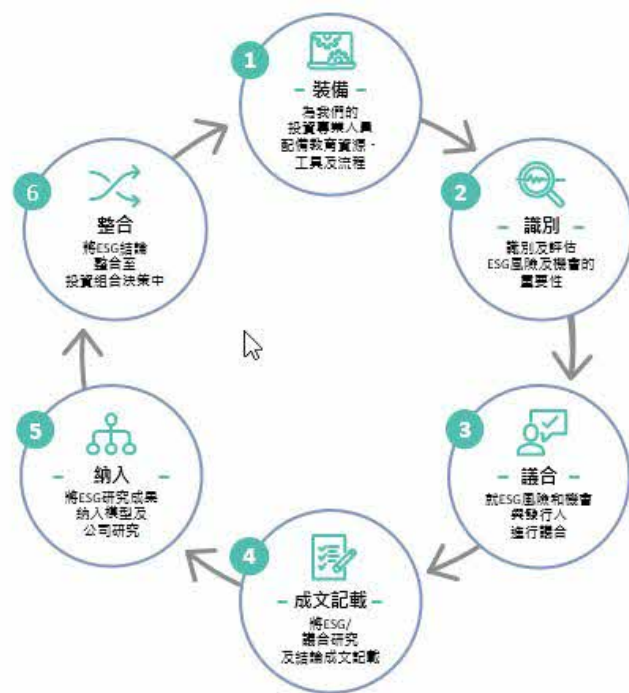 1
裝備
為我們的
投資專業人員
配備教育資源、
工具及流程
2
識別
識別及評估
ESG風險及機會的
重要性
3
議合
就ESG風險和機會
與發行人
進行議合
4
成文記載
將ESG/
議合研究
及結論成文記載
5
納入
將ESG研究成果
納入模型及
公司研究
6
整合
將ESG結論
整合至
投資組合決策中